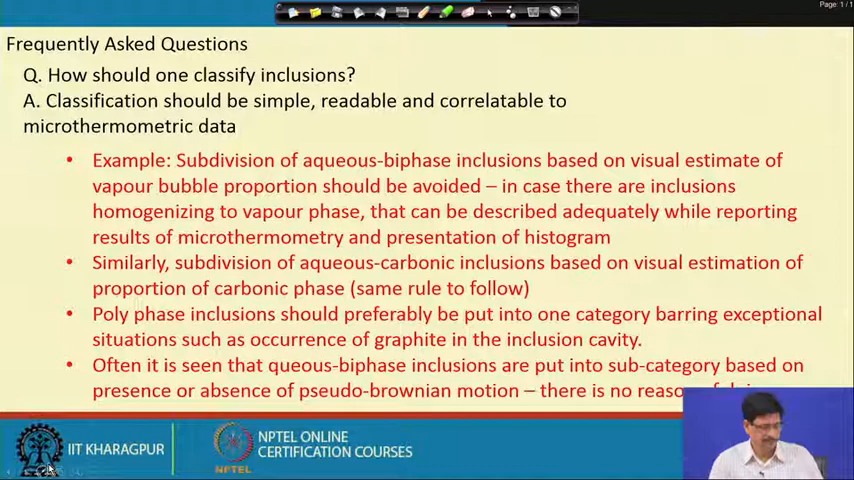 Page: 1 / 1
Frequently Asked Questions
Q. How should one classify inclusions?
A. Classification should be simple, readable and correlatable to
microthermometric data
• Example: Subdivision of aqueous-biphase inclusions based on visual estimate of
vapour bubble proportion should be avoided – in case there are inclusions
homogenizing to vapour phase, that can be described adequately while reporting
results of microthermometry and presentation of histogram
• Similarly, subdivision of aqueous-carbonic inclusions based on visual estimation of
proportion of carbonic phase (same rule to follow)
• Poly phase inclusions should preferably be put into one category barring exceptional
situations such as occurrence of graphite in the inclusion cavity.
• Often it is seen that queous-biphase inclusions are put into sub-category based on
presence or absence of pseudo-brownian motion – there is no reason
IIT KHARAGPUR
NPTEL
NPTEL ONLINE
CERTIFICATION COURSES